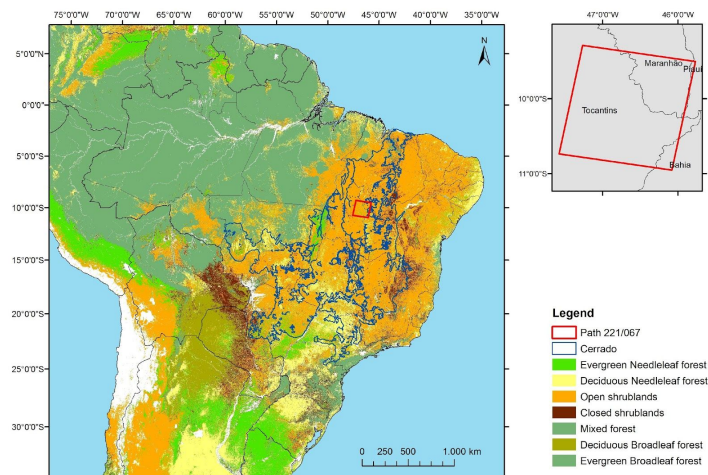 75°0'0"W 70°0'0"W 65°0'0"W 60°0'0"W 55°0'0"W 50°0'0"W 45°0'0"W 40°0'0"W 35°0'0"W
5°0'0"N
0°0'0"
5°0'0"S
10°0'0"S
15°0'0"S
20°0'0"S
25°0'0"S
30°0'0"S
N
0 250 500 1.000 km
47°0'0"W 46°0'0"W
10°0'0"S
11°0'0"S
Maranhão
Piauí
Tocantins
Bahia
Legend
Path 221/067
Cerrado
Evergreen Needleleaf forest
Deciduous Needleleaf forest
Open shrublands
Closed shrublands
Mixed forest
Deciduous Broadleaf forest
Evergreen Broadleaf forest